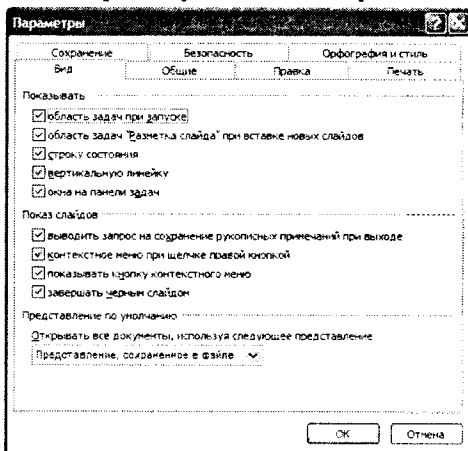 Параметры
Сохранение Безопасность Орфография и стиль
Вид Общие Правка Печать
Показывать
область задач при запуске
область задач "Разметка слайда" при вставке новых слайдов
строку состояния
вертикальную линейку
окна на панели задач
Показ слайдов
выводить запрос на сохранение рукописных примечаний при выходе
контекстное меню при щелчке правой кнопкой
показывать кнопку контекстного меню
завершать черным слайдом
Представление по умолчанию
Открывать все документы, используя следующее представление
Представление, сохраненное в файле
ОК Отмена